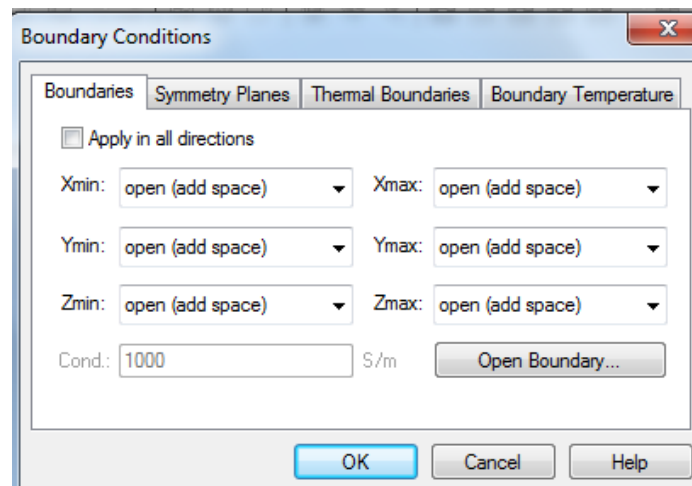 Boundary Conditions
Boundaries Symmetry Planes Thermal Boundaries Boundary Temperature
Apply in all directions
Xmin: open (add space) Xmax: open (add space)
Ymin: open (add space) Ymax: open (add space)
Zmin: open (add space) Zmax: open (add space)
Cond.: 1000 S/m Open Boundary...
OK Cancel Help